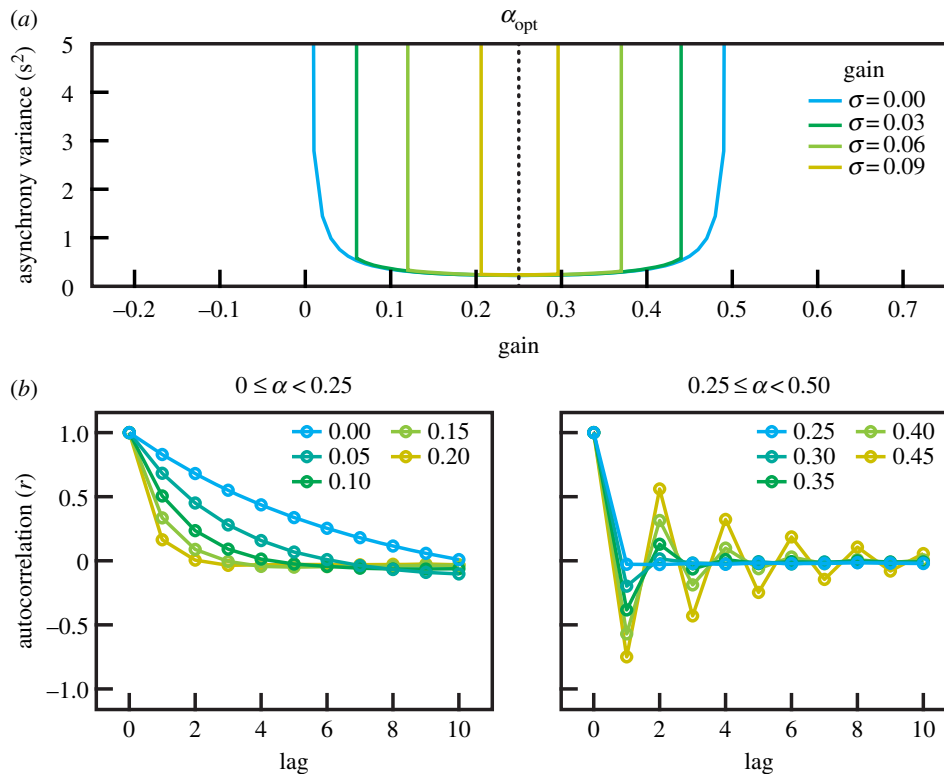 (a)
αopt
asynchrony variance (s²)
5
4
3
2
1
0
gain
σ = 0.00
σ = 0.03
σ = 0.06
σ = 0.09
–0.2 –0.1 0 0.1 0.2 0.3 0.4 0.5 0.6 0.7
gain
(b)
0 ≤ α < 0.25
autocorrelation (r)
1.0
0.5
0
–0.5
–1.0
0.00 0.15
0.05 0.20
0.10
0 2 4 6 8 10
lag
0.25 ≤ α < 0.50
0.25 0.40
0.30 0.45
0.35
0 2 4 6 8 10
lag